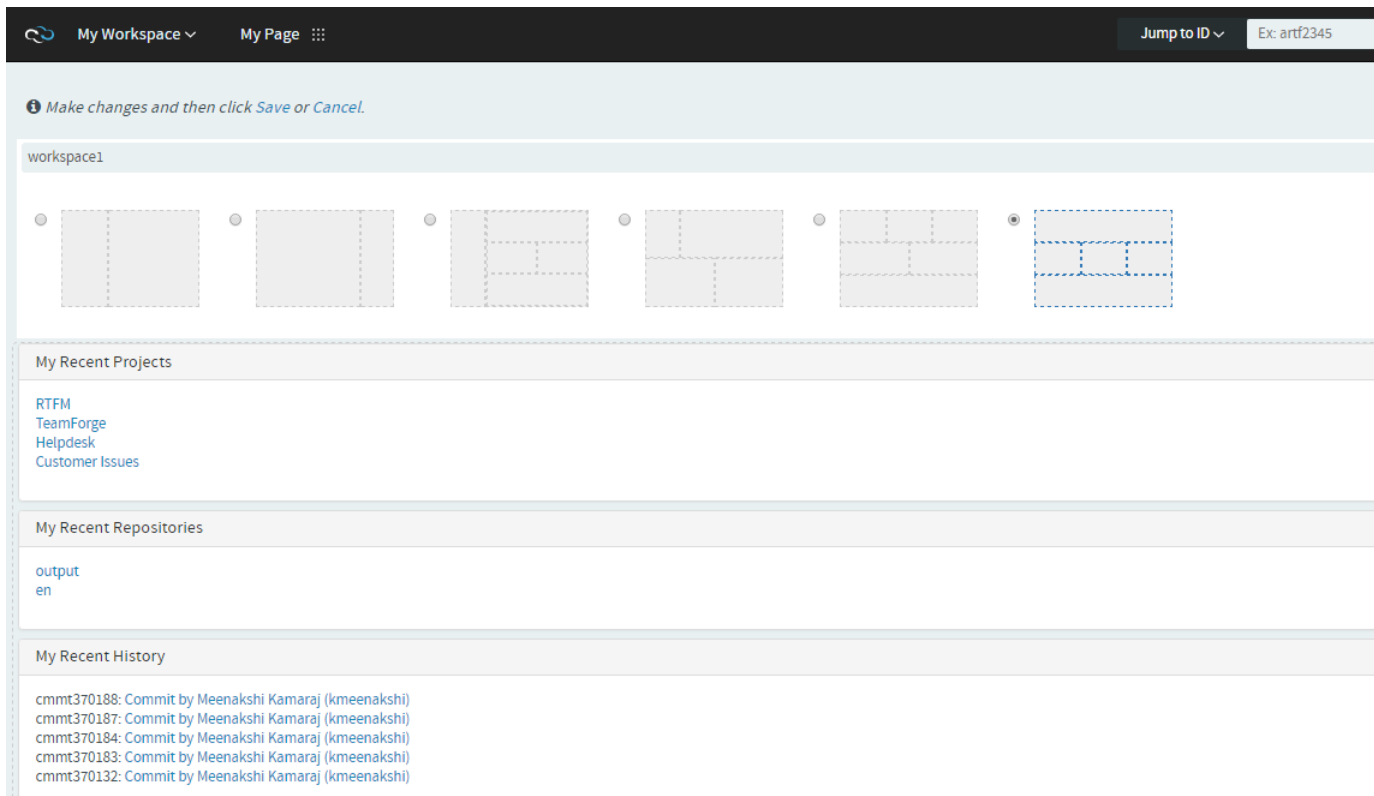 My Workspace My Page Jump to ID Ex: artf2345
Make changes and then click Save or Cancel.
workspace1
My Recent Projects
RTFM
TeamForge
Helpdesk
Customer Issues
My Recent Repositories
output
en
My Recent History
cmmt370188: Commit by Meenakshi Kamaraj (kmeenakshi)
cmmt370187: Commit by Meenakshi Kamaraj (kmeenakshi)
cmmt370184: Commit by Meenakshi Kamaraj (kmeenakshi)
cmmt370183: Commit by Meenakshi Kamaraj (kmeenakshi)
cmmt370132: Commit by Meenakshi Kamaraj (kmeenakshi)